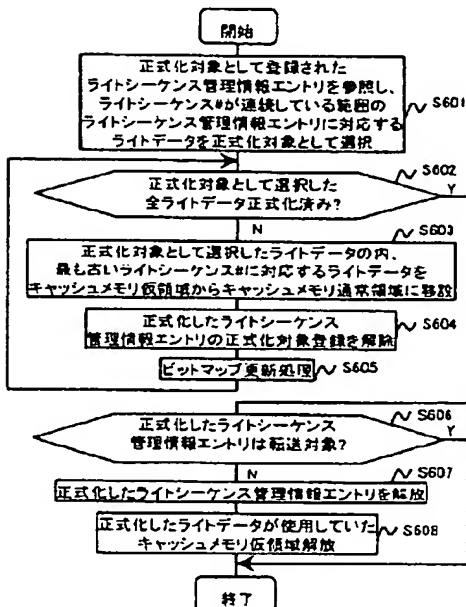 開始
正式化対象として登録された
ライトシーケンス管理情報エントリを参照し、
ライトシーケンス#が連続している範囲の
ライトシーケンス管理情報エントリに対応する
ライトデータを正式化対象として選択
S601
正式化対象として選択した
全ライトデータ正式化済み?
S602
Y
N
S603
正式化対象として選択したライトデータの内、
最も古いライトシーケンス#に対応するライトデータを
キャッシュメモリ仮領域からキャッシュメモリ通常領域に移設
S604
正式化したライトシーケンス
管理情報エントリの正式化対象登録を解除
ビットマップ更新処理
S605
S606
正式化したライトシーケンス
管理情報エントリは転送対象?
Y
N
S607
正式化したライトシーケンス管理情報エントリを解放
正式化したライトデータが使用していた
キャッシュメモリ仮領域解放
S608
終了